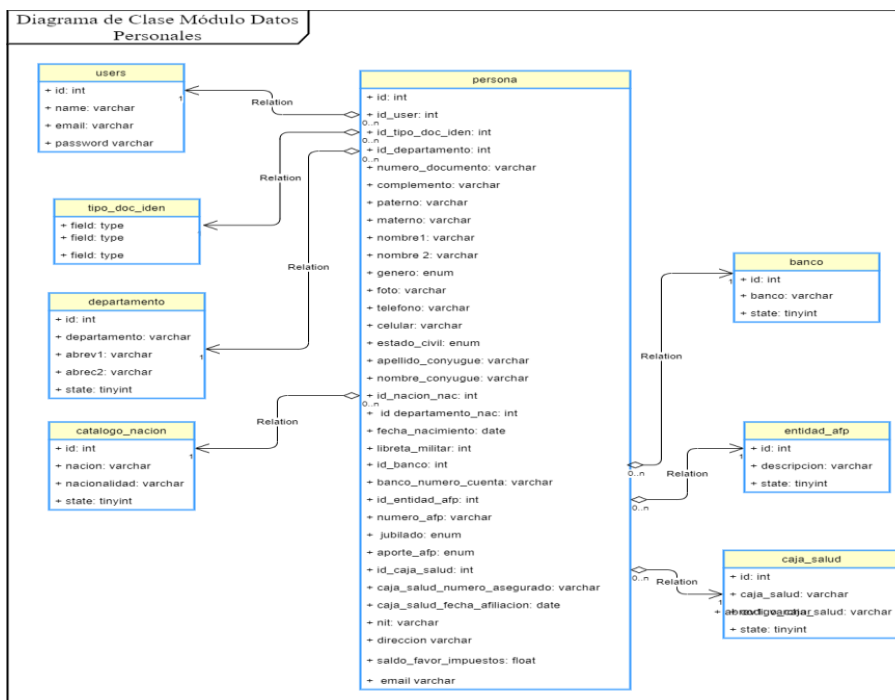 Diagrama de Clase Módulo Datos
Personales
users
+ id: int
+ name: varchar
+ email: varchar
+ password varchar
1
Relation
tipo_doc_iden
+ field: type
+ field: type
+ field: type
Relation
departamento
+ id: int
+ departamento: varchar
+ abrev1: varchar
+ abrec2: varchar
+ state: tinyint
1
Relation
catalogo_nacion
+ id: int
+ nacion: varchar
+ nacionalidad: varchar
+ state: tinyint
1
Relation
persona
+ id: int
+ id_user: int
0..n
+ id_tipo_doc_iden: int
0..n
+ id_departamento: int
0..n
+ numero_documento: varchar
+ complemento: varchar
+ paterno: varchar
+ materno: varchar
+ nombre1: varchar
+ nombre 2: varchar
+ genero: enum
+ foto: varchar
+ telefono: varchar
+ celular: varchar
+ estado_civil: enum
+ apellido_conyugue: varchar
+ nombre_conyugue: varchar
+ id_nacion_nac: int
0..n
+ id departamento_nac: int
+ fecha_nacimiento: date
+ libreta_militar: int
+ id_banco: int
0..n
+ banco_numero_cuenta: varchar
+ id_entidad_afp: int
0..n
+ numero_afp: varchar
+ jubilado: enum
+ aporte_afp: enum
+ id_caja_salud: int
0..n
+ caja_salud_numero_asegurado: varchar
+ caja_salud_fecha_afiliacion: date
+ nit: varchar
+ direccion varchar
+ saldo_favor_impuestos: float
+ email varchar
Relation
banco
1
+ id: int
+ banco: varchar
+ state: tinyint
Relation
entidad_afp
1
+ id: int
+ descripcion: varchar
+ state: tinyint
Relation
caja_salud
1
+ id: int
+ caja_salud: varchar
+ state: tinyint